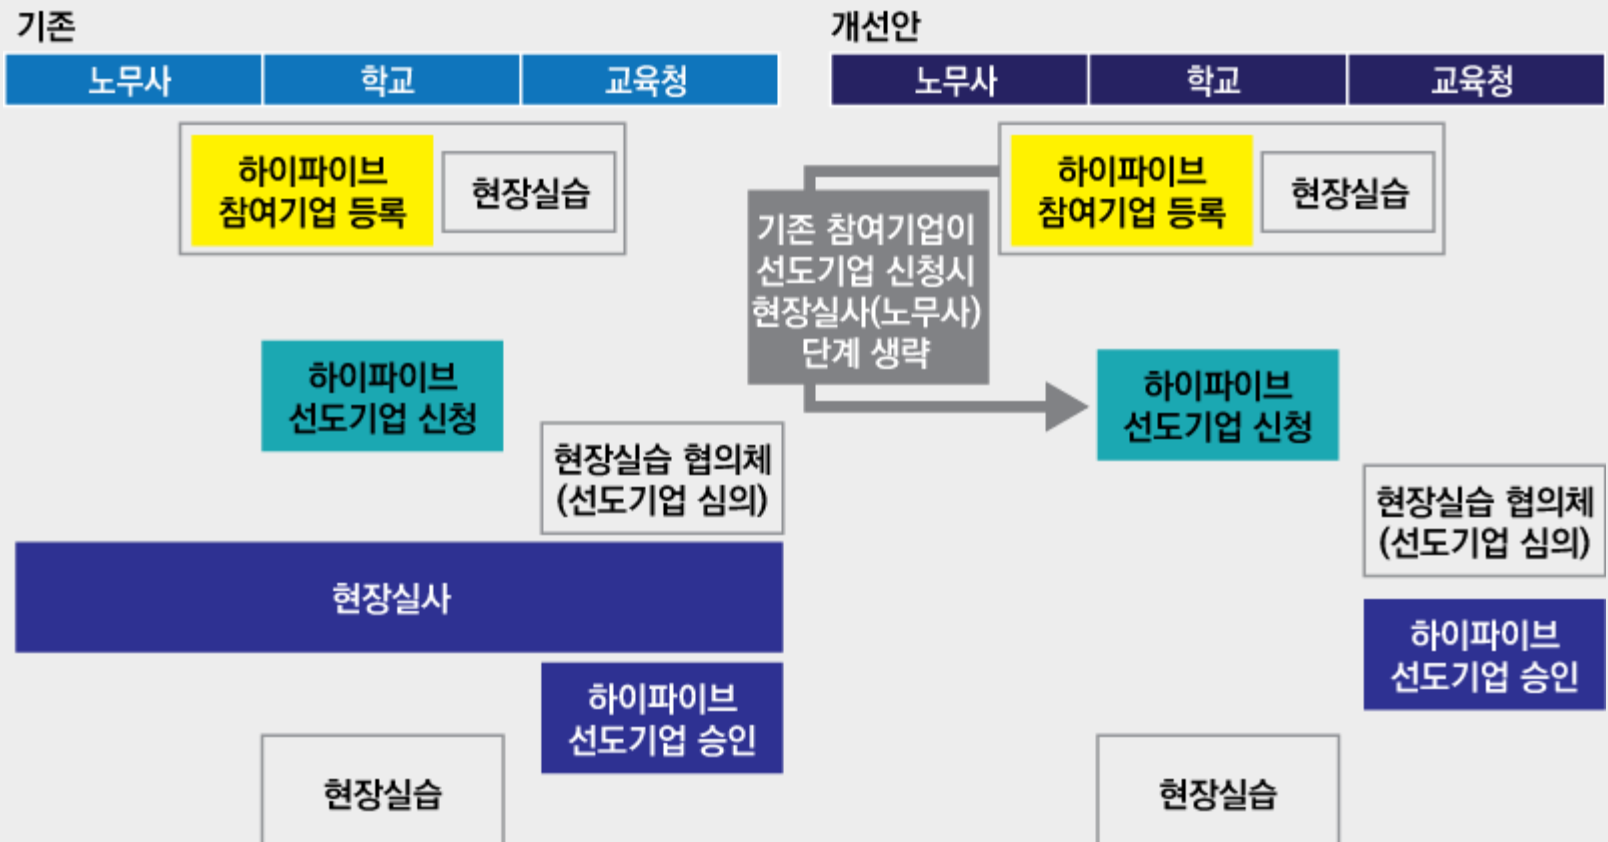 기존
노무사
학교
교육청
하이파이브
참여기업 등록
현장실습
하이파이브
선도기업 신청
현장실습 협의체
(선도기업 심의)
현장실사
하이파이브
선도기업 승인
현장실습
개선안
노무사
학교
교육청
하이파이브
참여기업 등록
현장실습
기존 참여기업이
선도기업 신청시
현장실사(노무사)
단계 생략
하이파이브
선도기업 신청
현장실습 협의체
(선도기업 심의)
하이파이브
선도기업 승인
현장실습